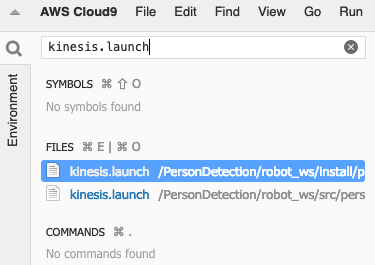 AWS Cloud9 File Edit Find View Go Run
kinesis.launch
Environment
SYMBOLS ⌘ ⇧ O
No symbols found
FILES ⌘ E | ⌘ O
kinesis.launch /PersonDetection/robot_ws/install/p
kinesis.launch /PersonDetection/robot_ws/src/pers
COMMANDS ⌘ .
No commands found